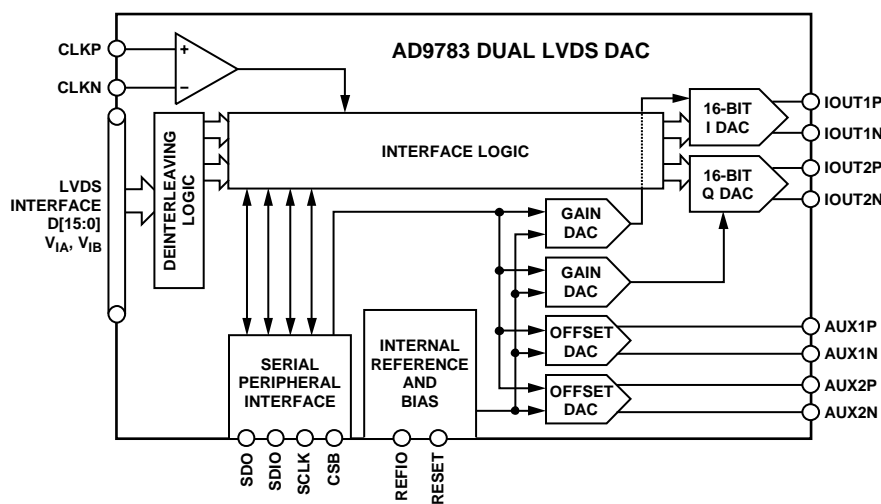 AD9783 DUAL LVDS DAC
CLKP
CLKN
+
–
LVDS
INTERFACE
D[15:0]
VIA, VIB
DEINTERLEAVING
LOGIC
INTERFACE LOGIC
16-BIT
I DAC
16-BIT
Q DAC
IOUT1P
IOUT1N
IOUT2P
IOUT2N
GAIN
DAC
GAIN
DAC
OFFSET
DAC
OFFSET
DAC
AUX1P
AUX1N
AUX2P
AUX2N
SERIAL
PERIPHERAL
INTERFACE
INTERNAL
REFERENCE
AND
BIAS
SDO
SDIO
SCLK
CSB
REFIO
RESET